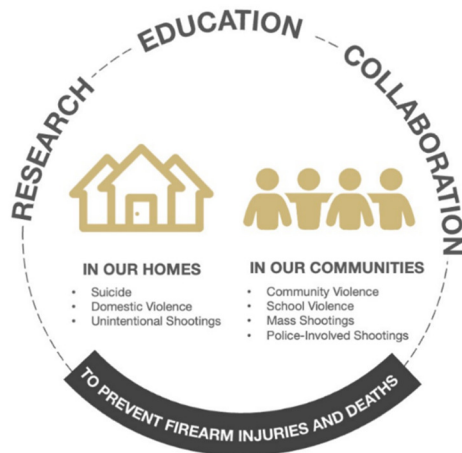 RESEARCH
EDUCATION
COLLABORATION
IN OUR HOMES
• Suicide
• Domestic Violence
• Unintentional Shootings
IN OUR COMMUNITIES
• Community Violence
• School Violence
• Mass Shootings
• Police-Involved Shootings
TO PREVENT FIREARM INJURIES AND DEATHS